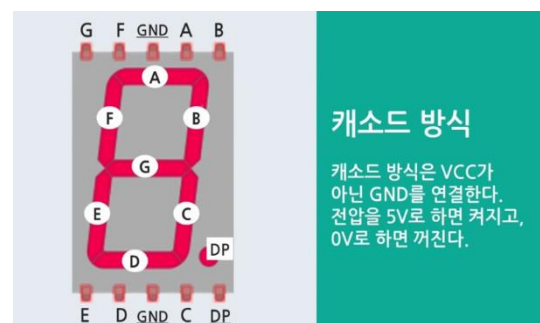 G F GND A B
A
F
B
G
E
C
D
DP
E D GND C DP
캐소드 방식
캐소드 방식은 VCC가
아닌 GND를 연결한다.
전압을 5V로 하면 켜지고,
0V로 하면 꺼진다.